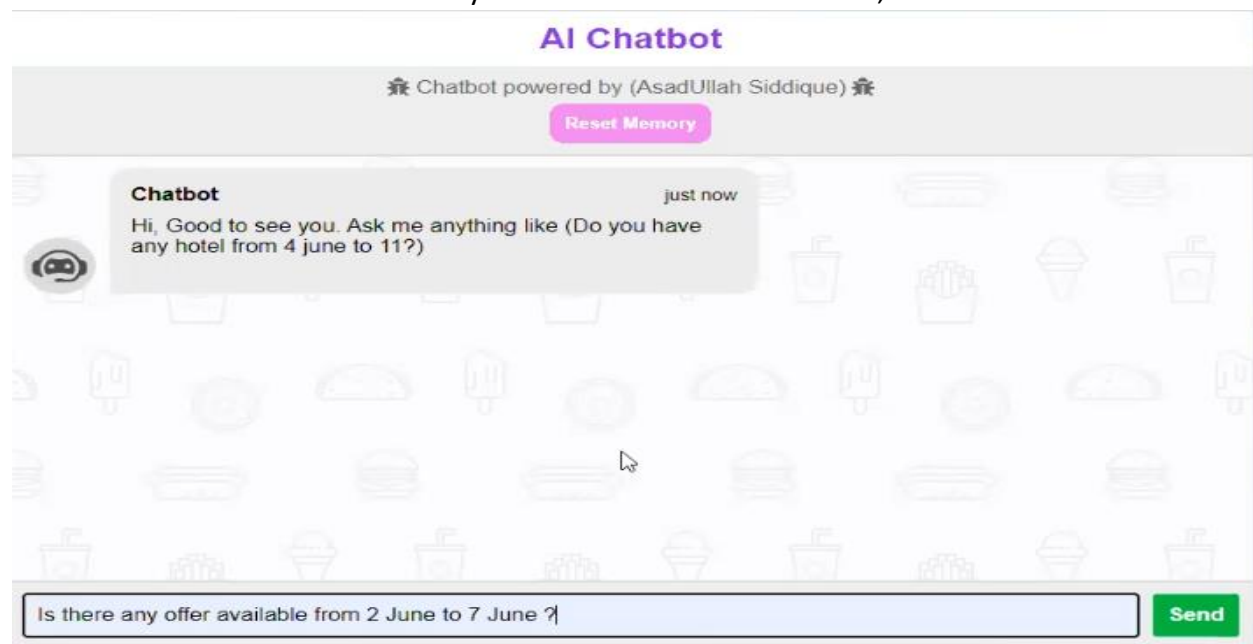 AI Chatbot
Chatbot powered by (AsadUllah Siddique)
Reset Memory
Chatbot just now
Hi, Good to see you. Ask me anything like (Do you have
any hotel from 4 june to 11?)
Is there any offer available from 2 June to 7 June ?
Send